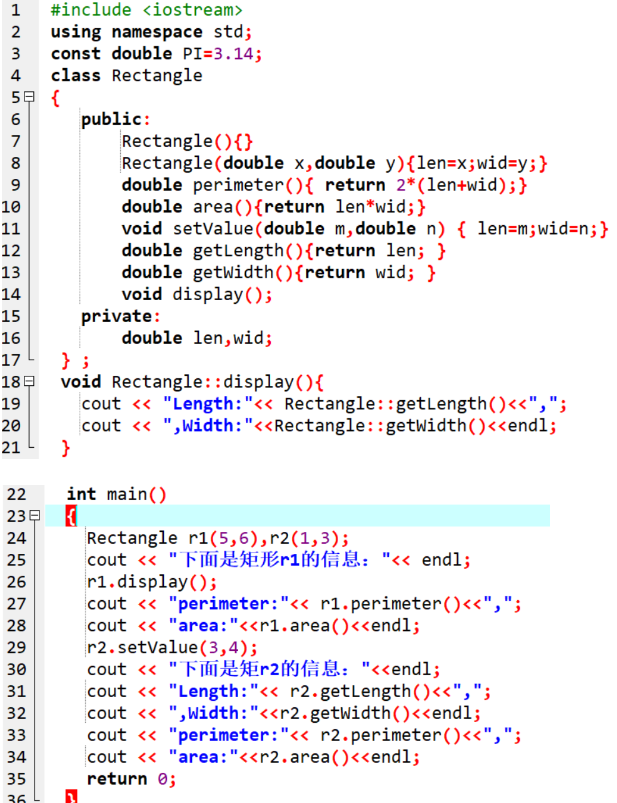 1 #include <iostream>
2 using namespace std;
3 const double PI=3.14;
4 class Rectangle
5 {
6 public:
7 Rectangle(){}
8 Rectangle(double x,double y){len=x;wid=y;}
9 double perimeter(){ return 2*(len+wid);}
10 double area(){return len*wid;}
11 void setValue(double m,double n) { len=m;wid=n;}
12 double getLength(){return len; }
13 double getWidth(){return wid; }
14 void display();
15 private:
16 double len,wid;
17 } ;
18 void Rectangle::display(){
19 cout << "Length:"<< Rectangle::getLength()<<",";
20 cout << ",Width:"<<Rectangle::getWidth()<<endl;
21 }
22 int main()
23 {
24 Rectangle r1(5,6),r2(1,3);
25 cout << "下面是矩形r1的信息："<< endl;
26 r1.display();
27 cout << "perimeter:"<< r1.perimeter()<<",";
28 cout << "area:"<<r1.area()<<endl;
29 r2.setValue(3,4);
30 cout << "下面是矩r2的信息："<<endl;
31 cout << "Length:"<< r2.getLength()<<",";
32 cout << ",Width:"<<r2.getWidth()<<endl;
33 cout << "perimeter:"<< r2.perimeter()<<",";
34 cout << "area:"<<r2.area()<<endl;
35 return 0;
36 }